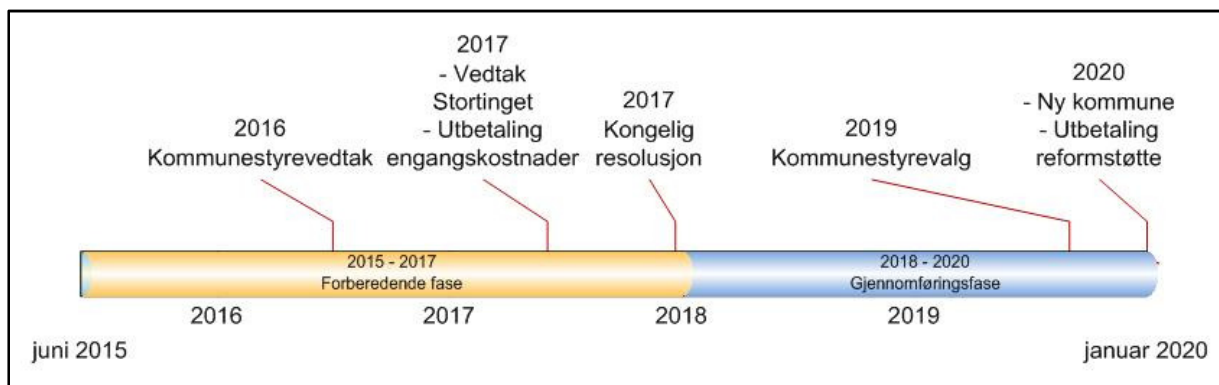 2016
Kommunestyrevedtak
2017
- Vedtak
Stortinget
- Utbetaling
engangskostnader
2017
Kongelig
resolusjon
2019
Kommunestyrevalg
2020
- Ny kommune
- Utbetaling
reformstøtte
2015 - 2017
Forberedende fase
2018 - 2020
Gjennomføringsfase
2016
2017
2018
2019
juni 2015
januar 2020